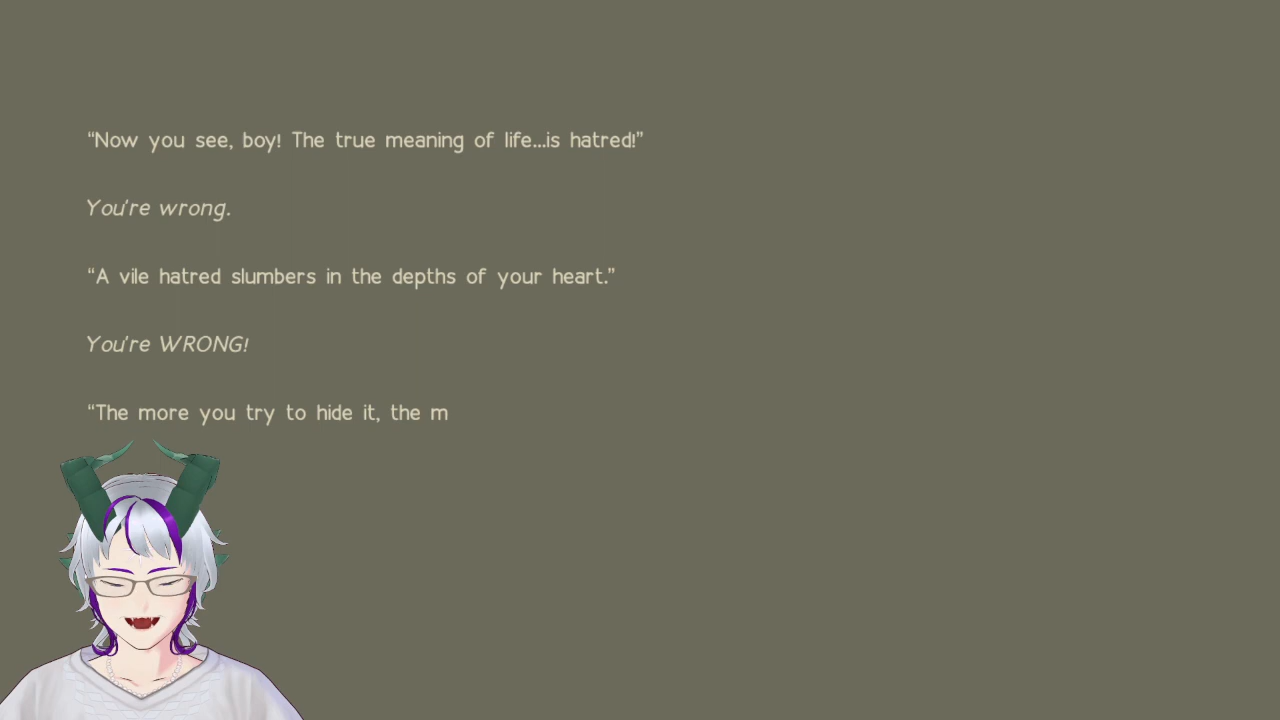 “Now you see, boy! The true meaning of life...is hatred!”
You're wrong.
“A vile hatred slumbers in the depths of your heart.”
You're WRONG!
“The more you try to hide it, the m